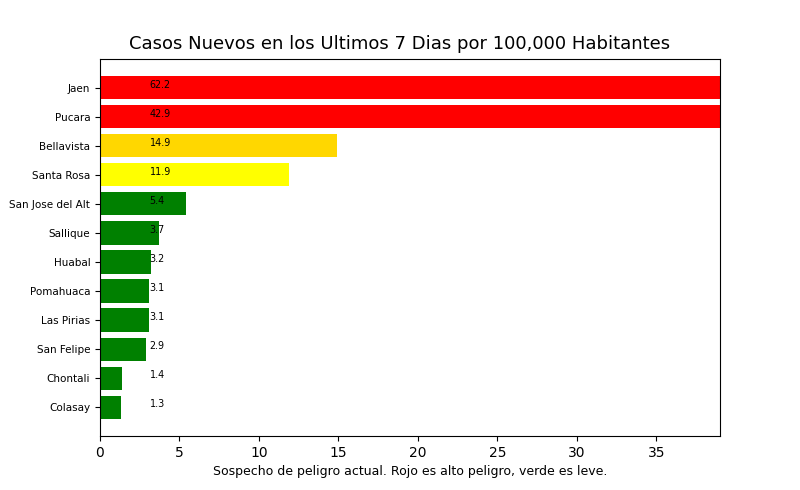 Casos Nuevos en los Ultimos 7 Dias por 100,000 Habitantes
Jaen 62.2
Pucara 42.9
Bellavista 14.9
Santa Rosa 11.9
San Jose del Alt 5.4
Sallique 3.7
Huabal 3.2
Pomahuaca 3.1
Las Pirias 3.1
San Felipe 2.9
Chontali 1.4
Colasay 1.3
0 5 10 15 20 25 30 35
Sospecho de peligro actual. Rojo es alto peligro, verde es leve.